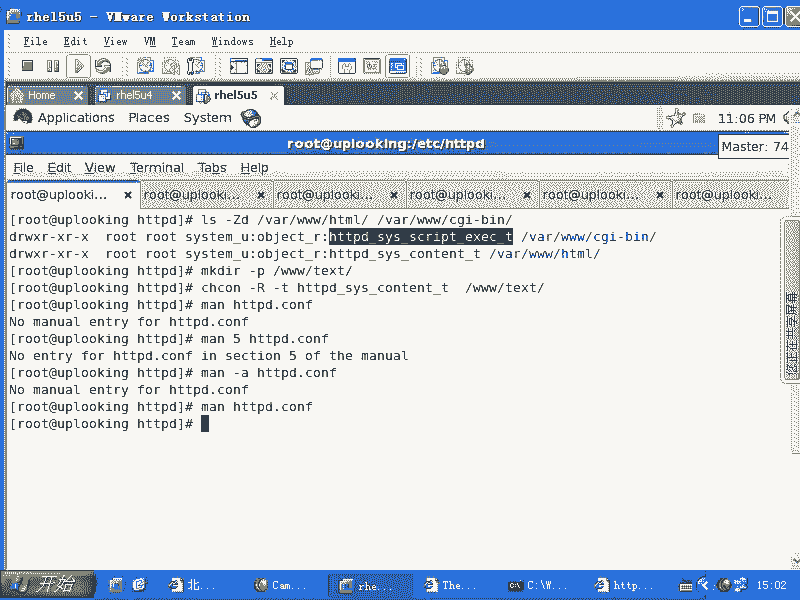 rhel5u5 - VMware Workstation
File Edit View VM Team Windows Help
Home rhel5u4 rhel5u5
Applications Places System 11:06 PM
root@uplooking:/etc/httpd
Master: 74
File Edit View Terminal Tabs Help
root@uplooki... root@uplooki... root@uplooki... root@uplooki... root@uplooki... root@uplooki...
[root@uplooking httpd]# ls -Zd /var/www/html/ /var/www/cgi-bin/
drwxr-xr-x  root root system_u:object_r:httpd_sys_script_exec_t /var/www/cgi-bin/
drwxr-xr-x  root root system_u:object_r:httpd_sys_content_t /var/www/html/
[root@uplooking httpd]# mkdir -p /www/text/
[root@uplooking httpd]# chcon -R -t httpd_sys_content_t  /www/text/
[root@uplooking httpd]# man httpd.conf
No manual entry for httpd.conf
[root@uplooking httpd]# man 5 httpd.conf
No entry for httpd.conf in section 5 of the manual
[root@uplooking httpd]# man -a httpd.conf
No manual entry for httpd.conf
[root@uplooking httpd]# man httpd.conf
[root@uplooking httpd]#
您正在共享屏幕
开始 北... Cam... rhe... The... C:\W... http... 15:02